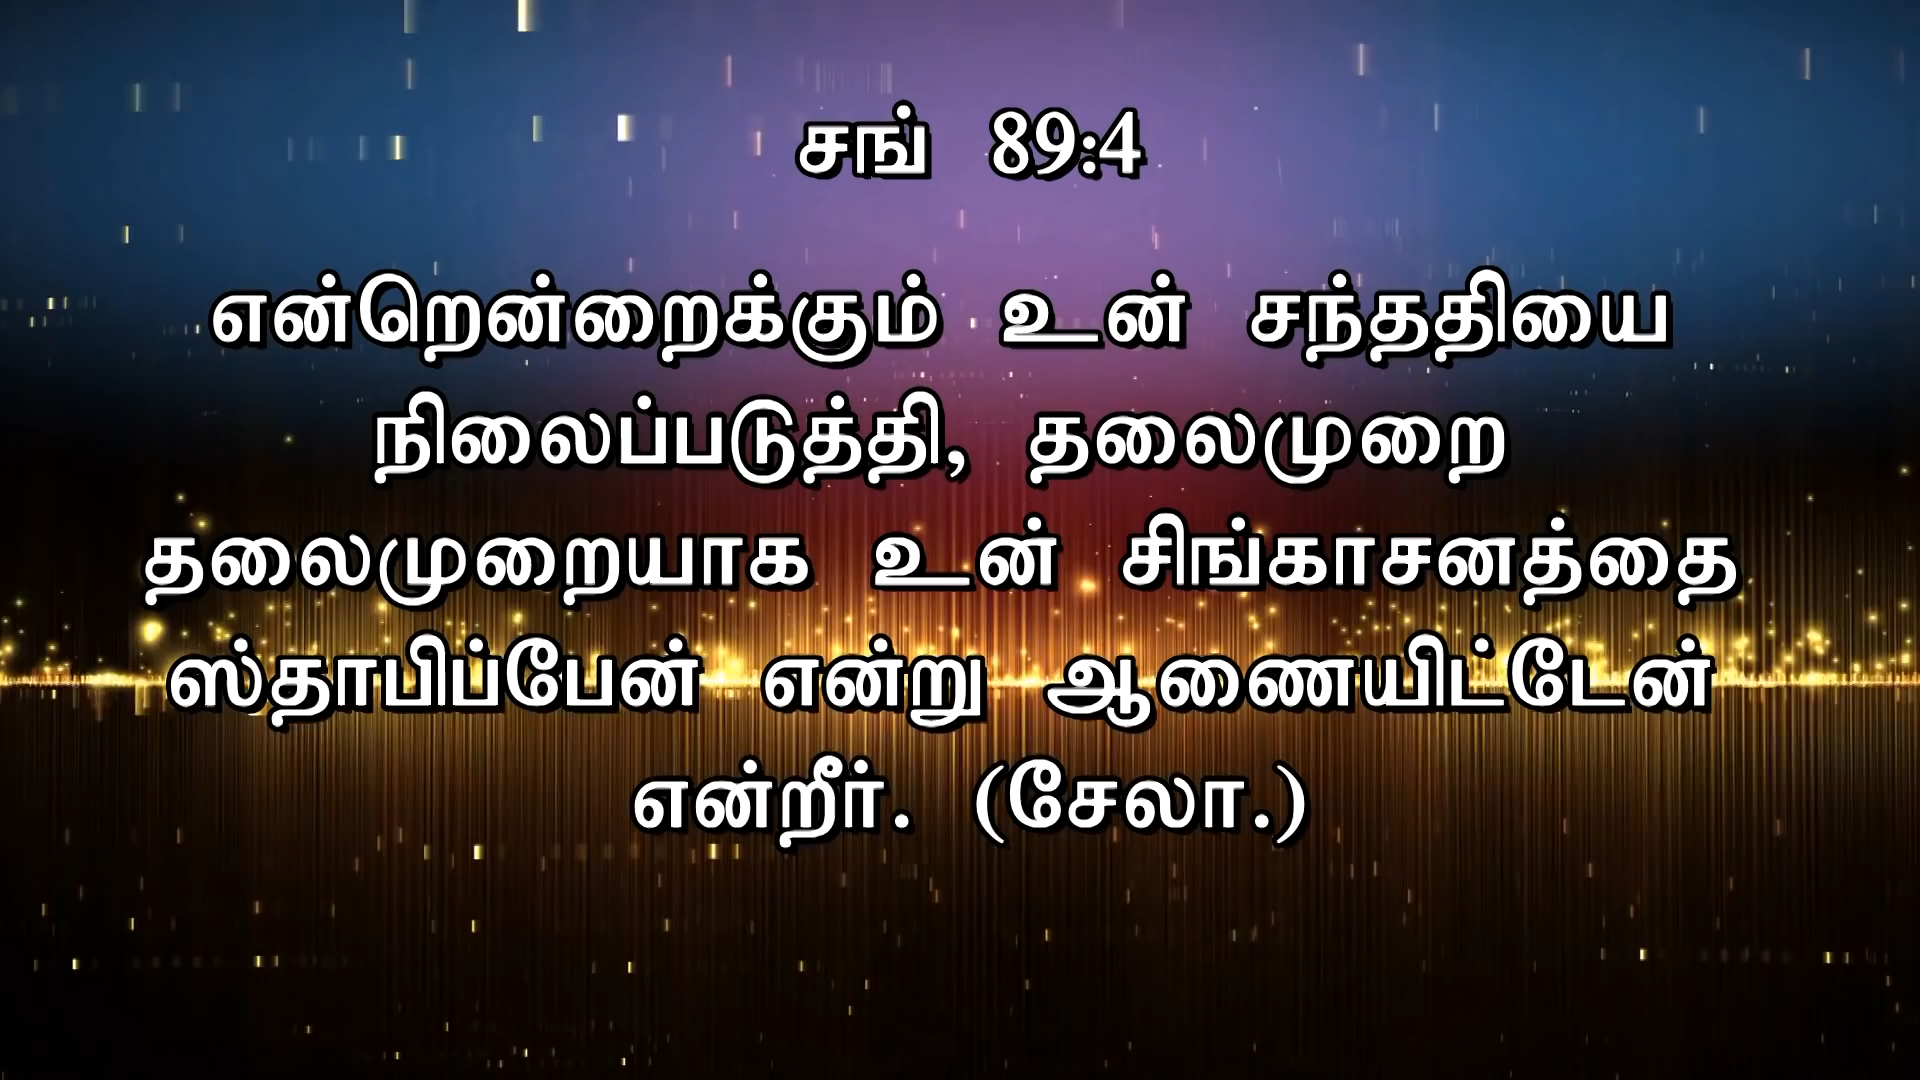 சங் 89:4
என்றென்றைக்கும் உன் சந்ததியை
நிலைப்படுத்தி, தலைமுறை
தலைமுறையாக உன் சிங்காசனத்தை
ஸ்தாபிப்பேன் என்று ஆணையிட்டேன்
என்றீர். (சேலா.)